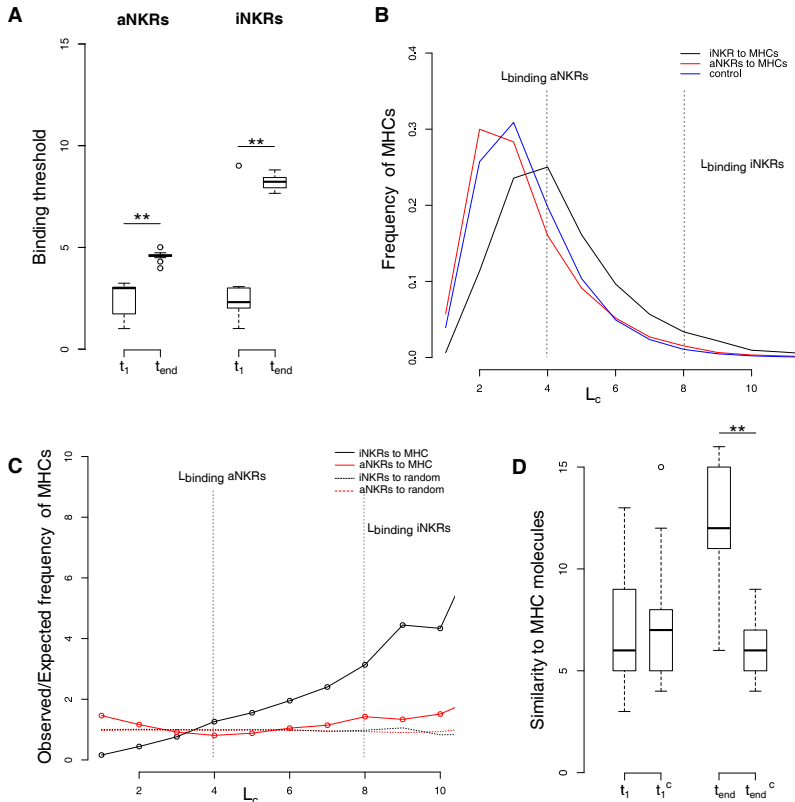 A
aNKRs iNKRs
Binding threshold
0 5 10 15
**
**
t1 tend t1 tend
B
iNKR to MHCs
aNKRs to MHCs
control
Lbinding aNKRs
Lbinding iNKRs
Frequency of MHCs
0.0 0.1 0.2 0.3 0.4
2 4 6 8 10
Lc
C
iNKRs to MHC
aNKRs to MHC
iNKRs to random
aNKRs to random
Lbinding aNKRs
Lbinding iNKRs
Observed/Expected frequency of MHCs
0 2 4 6 8 10
2 4 6 8 10
Lc
D
**
Similarity to MHC molecules
0 5 10 15
t1 t1c tend tendc